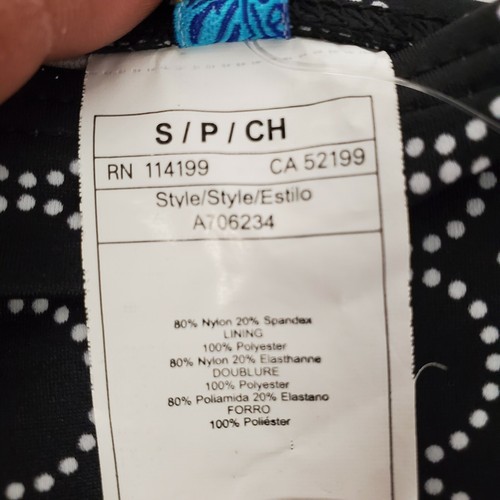 S / P / CH
RN 114199 CA 52199
Style/Style/Estilo
A706234
80% Nylon 20% Spandex
LINING
100% Polyester
80% Nylon 20% Elasthanne
DOUBLURE
100% Polyester
80% Poliamida 20% Elastano
FORRO
100% Poliéster